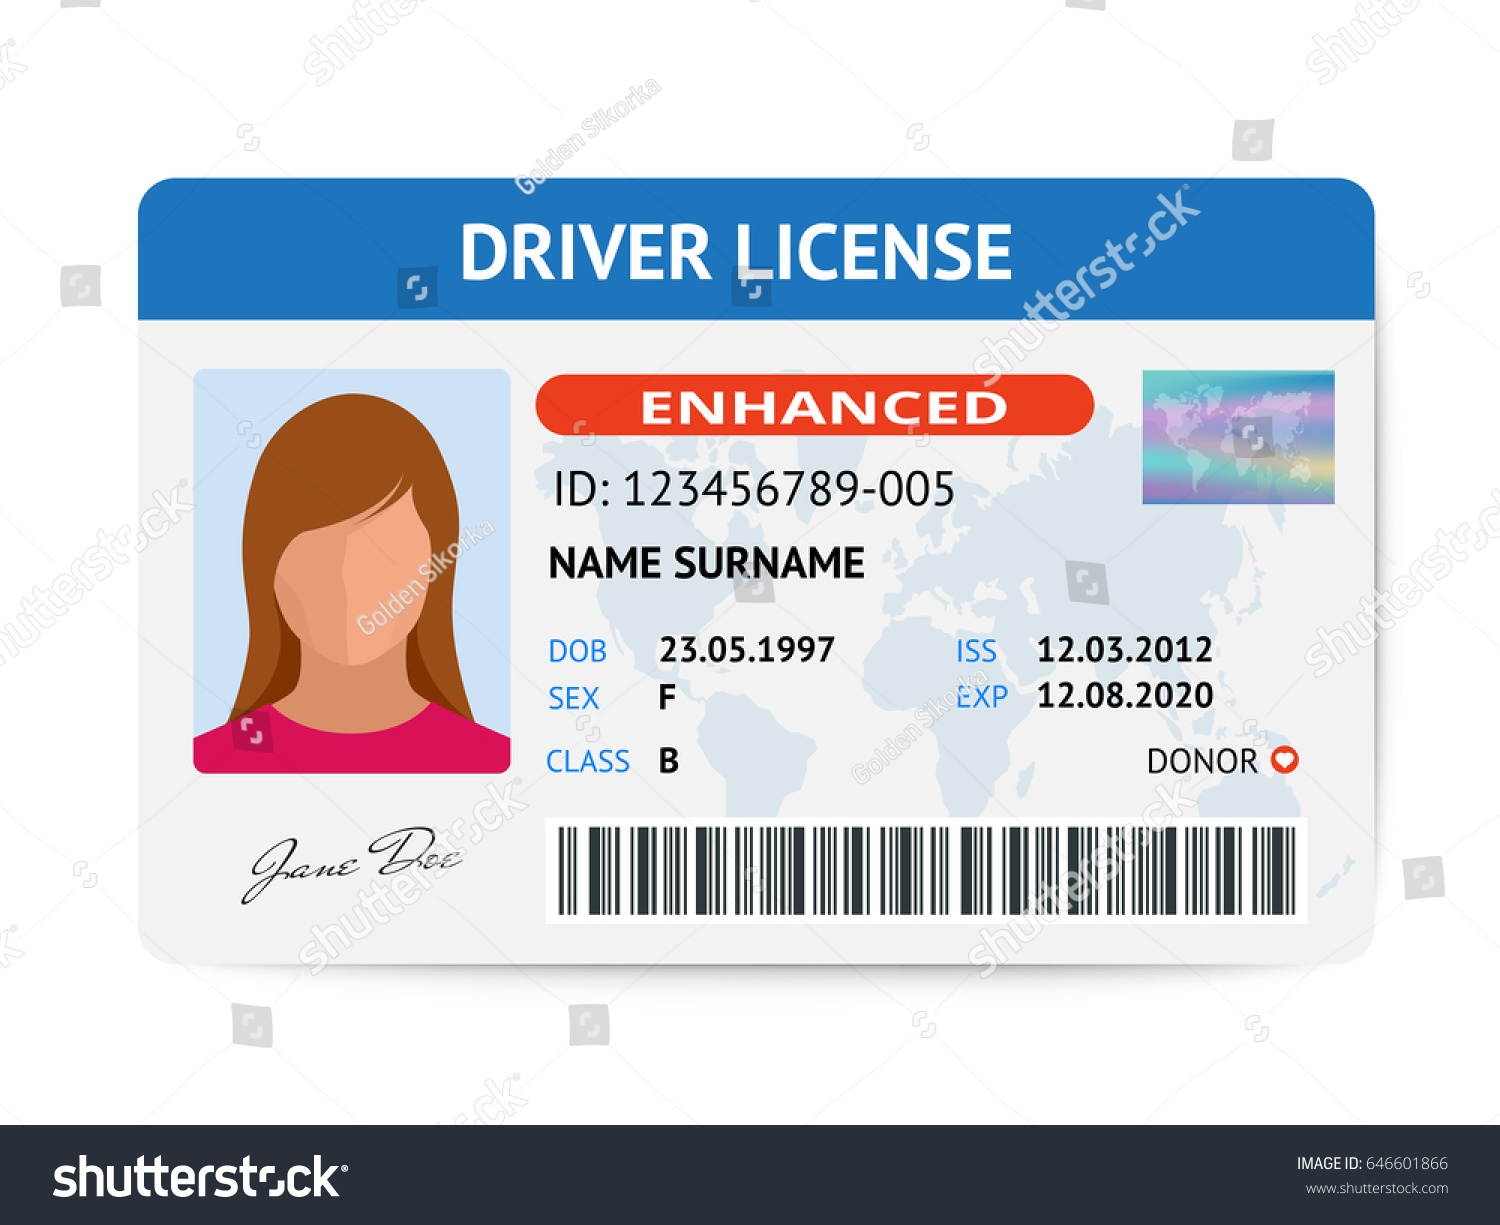 DRIVER LICENSE
ENHANCED
ID: 123456789-005
NAME SURNAME
DOB 23.05.1997 ISS 12.03.2012
SEX F EXP 12.08.2020
CLASS B DONOR
Jane Doe
shutterstock
Golden Sikorka
shutterstock
IMAGE ID: 646601866
www.shutterstock.com